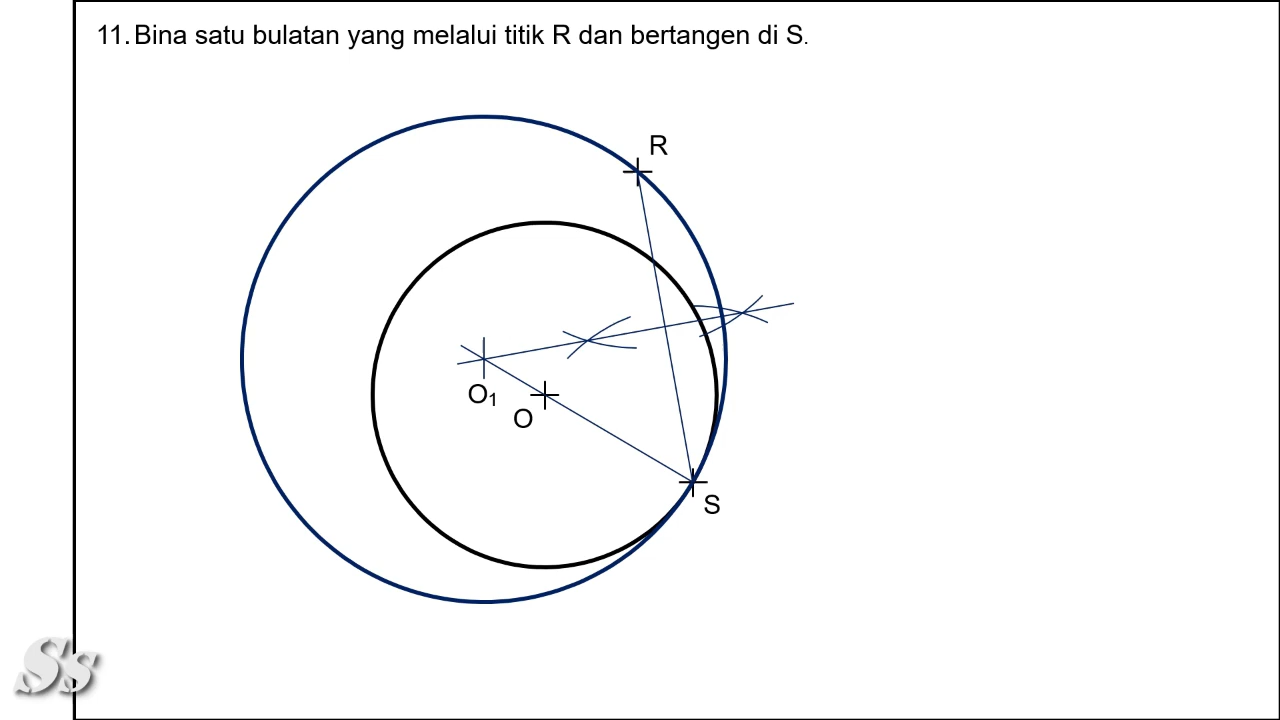 11. Bina satu bulatan yang melalui titik R dan bertangen di S.
R
O₁
O
S
Ss